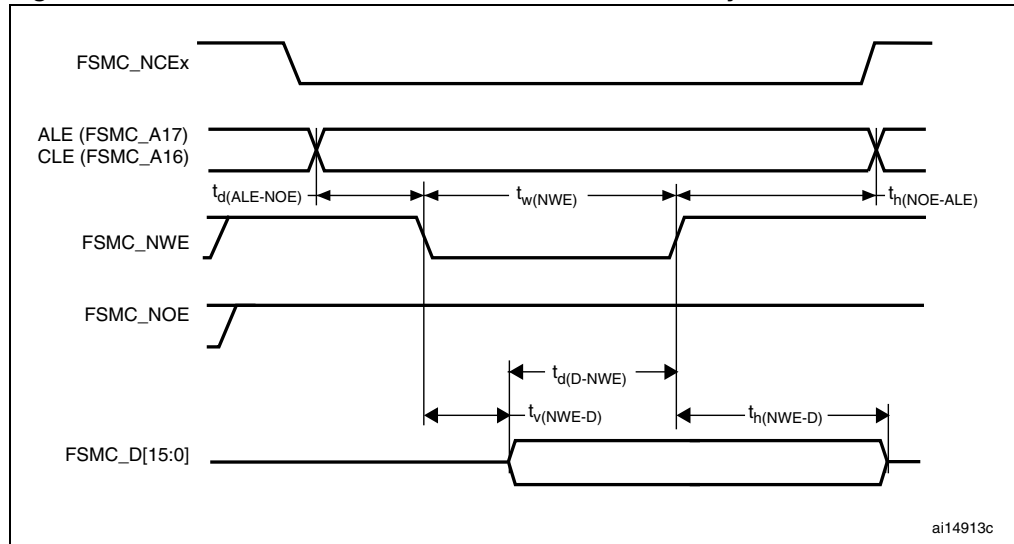 FSMC_NCEx
ALE (FSMC_A17)
CLE (FSMC_A16)
td(ALE-NOE)
tw(NWE)
th(NOE-ALE)
FSMC_NWE
FSMC_NOE
td(D-NWE)
tv(NWE-D)
th(NWE-D)
FSMC_D[15:0]
ai14913c